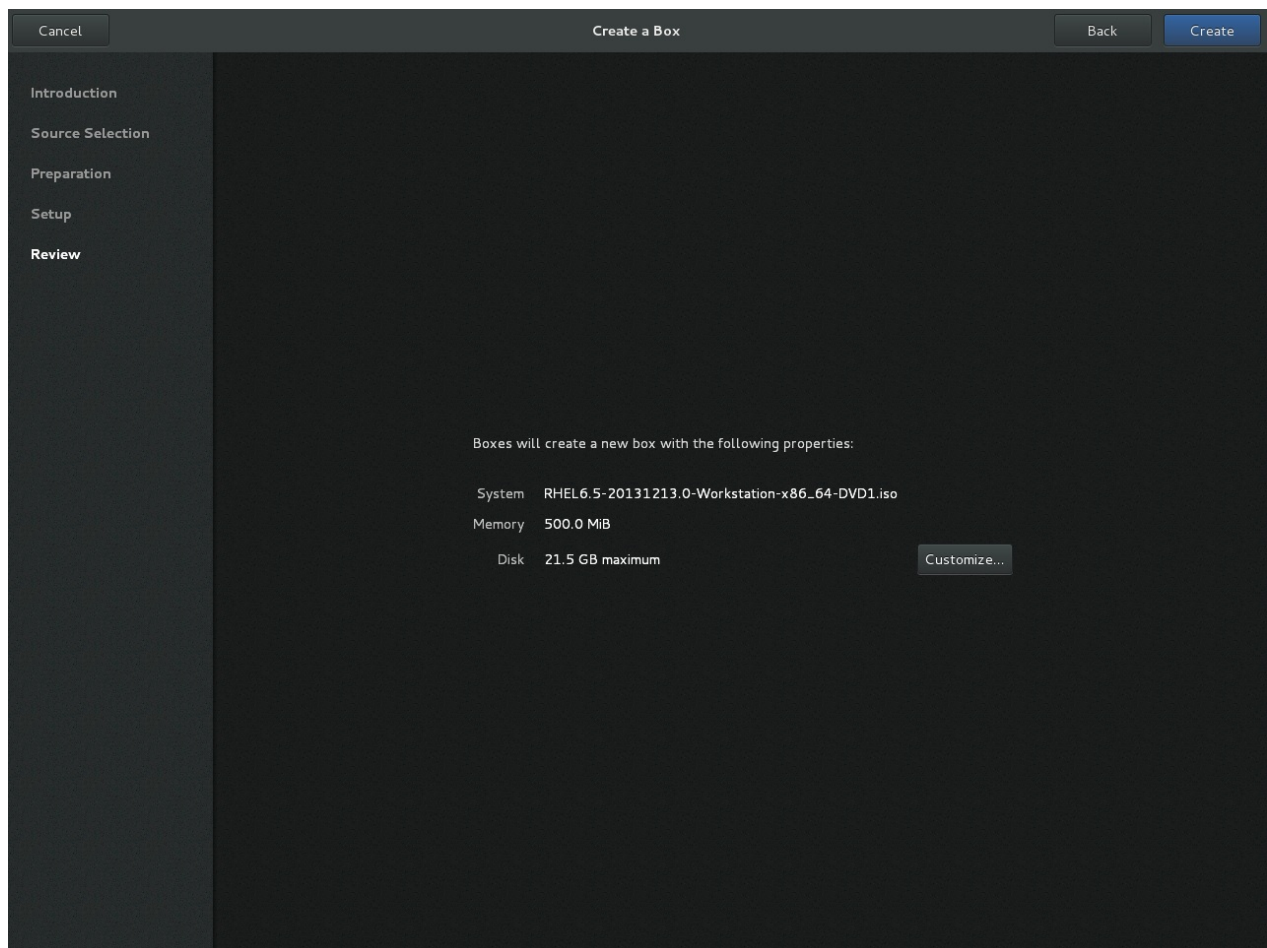 Cancel
Create a Box
Back
Create
Introduction
Source Selection
Preparation
Setup
Review
Boxes will create a new box with the following properties:
System RHEL6.5-20131213.0-Workstation-x86_64-DVD1.iso
Memory 500.0 MiB
Disk 21.5 GB maximum
Customize...